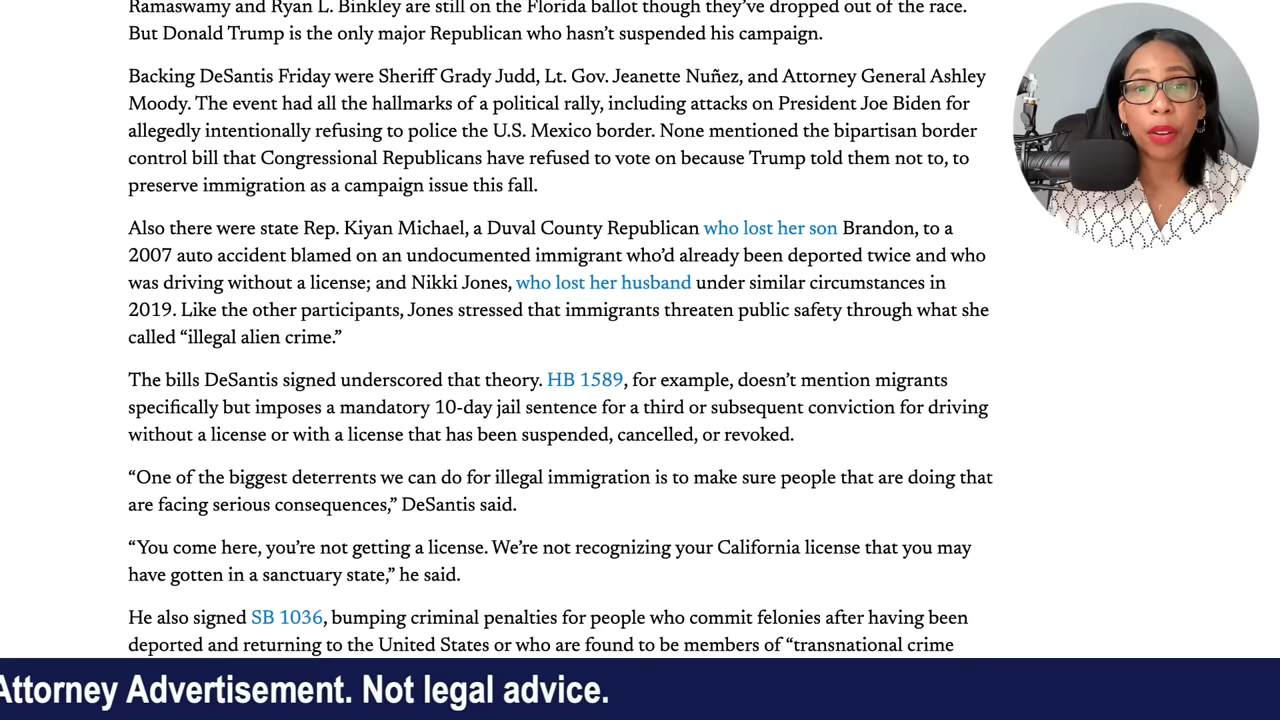 Ramaswamy and Ryan L. Binkley are still on the Florida ballot though they’ve dropped out of the race.
But Donald Trump is the only major Republican who hasn’t suspended his campaign.
Backing DeSantis Friday were Sheriff Grady Judd, Lt. Gov. Jeanette Nuñez, and Attorney General Ashley
Moody. The event had all the hallmarks of a political rally, including attacks on President Joe Biden for
allegedly intentionally refusing to police the U.S. Mexico border. None mentioned the bipartisan border
control bill that Congressional Republicans have refused to vote on because Trump told them not to, to
preserve immigration as a campaign issue this fall.
Also there were state Rep. Kiyan Michael, a Duval County Republican who lost her son Brandon, to a
2007 auto accident blamed on an undocumented immigrant who’d already been deported twice and who
was driving without a license; and Nikki Jones, who lost her husband under similar circumstances in
2019. Like the other participants, Jones stressed that immigrants threaten public safety through what she
called “illegal alien crime.”
The bills DeSantis signed underscored that theory. HB 1589, for example, doesn’t mention migrants
specifically but imposes a mandatory 10-day jail sentence for a third or subsequent conviction for driving
without a license or with a license that has been suspended, cancelled, or revoked.
“One of the biggest deterrents we can do for illegal immigration is to make sure people that are doing that
are facing serious consequences,” DeSantis said.
“You come here, you’re not getting a license. We’re not recognizing your California license that you may
have gotten in a sanctuary state,” he said.
He also signed SB 1036, bumping criminal penalties for people who commit felonies after having been
deported and returning to the United States or who are found to be members of “transnational crime
Attorney Advertisement. Not legal advice.